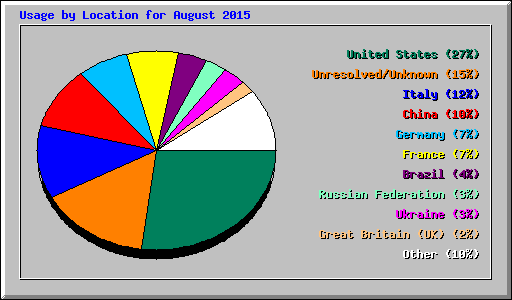 Usage by Location for August 2015
United States (27%)
Unresolved/Unknown (15%)
Italy (12%)
China (10%)
Germany (7%)
France (7%)
Brazil (4%)
Russian Federation (3%)
Ukraine (3%)
Great Britain (UK) (2%)
Other (10%)